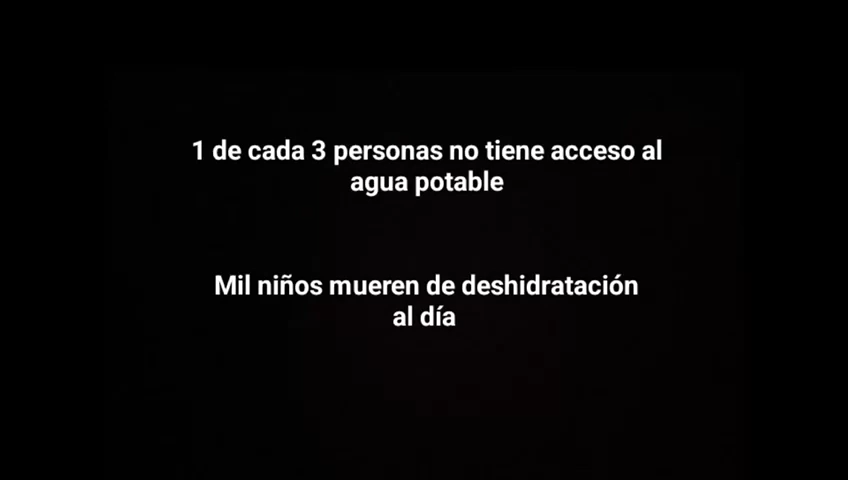 1 de cada 3 personas no tiene acceso al
agua potable
Mil niños mueren de deshidratación
al día